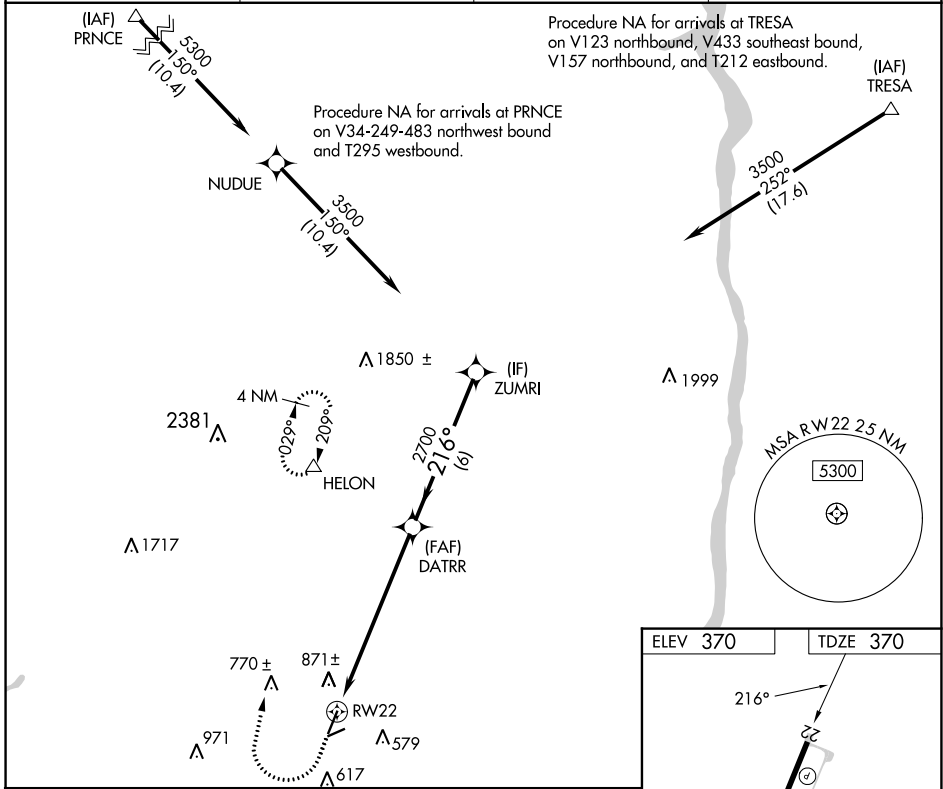 (IAF)
PRNCE
5300
150°
(10.4)
Procedure NA for arrivals at TRESA
on V123 northbound, V433 southeast bound,
V157 northbound, and T212 eastbound.
(IAF)
TRESA
Procedure NA for arrivals at PRNCE
on V34-249-483 northwest bound
and T295 westbound.
3500
252°
(17.6)
NUDUE
3500
150°
(10.4)
1850 ±
(IF)
ZUMRI
1999
4 NM
2381
029°
209°
HELON
2700
216°
(6)
MSA RW22 25 NM
5300
1717
(FAF)
DATRR
ELEV 370
TDZE 370
770 ±
871±
216°
RW22
22
971
579
P
617